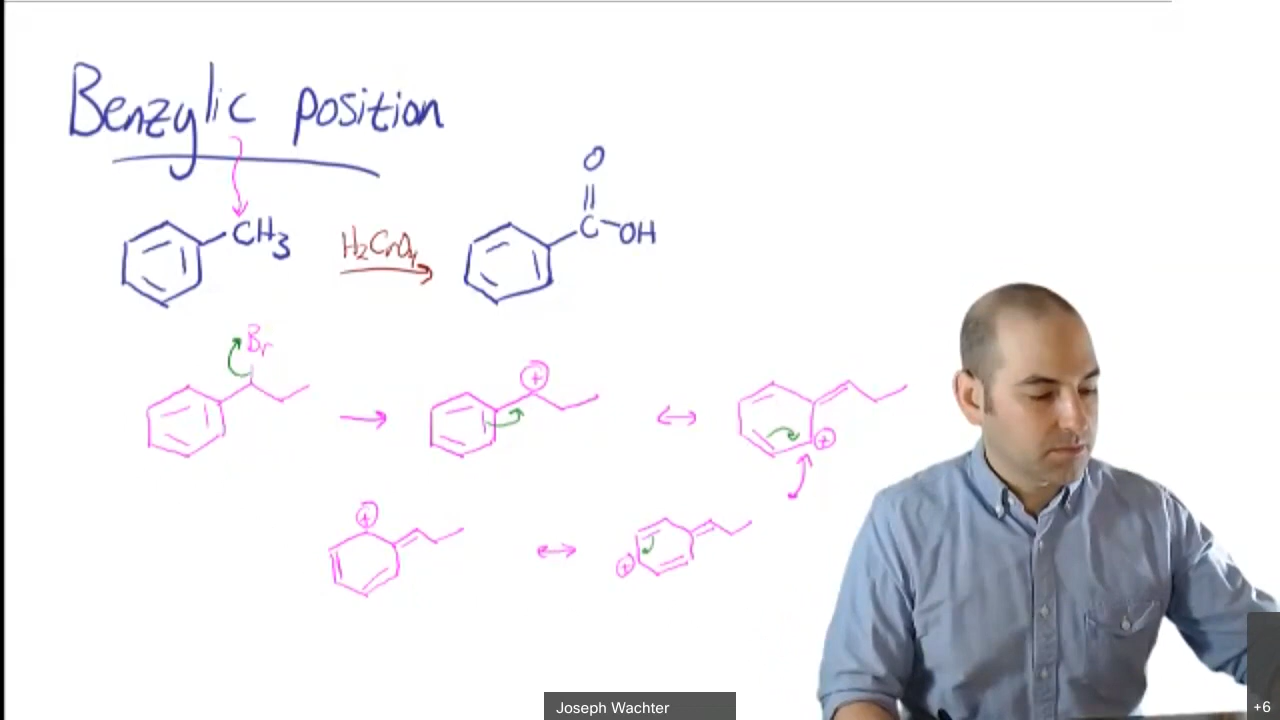 Benzylic position
O
||
CH3 H2CrO4 C OH
Br
+ +
+ +
Joseph Wachter
+6